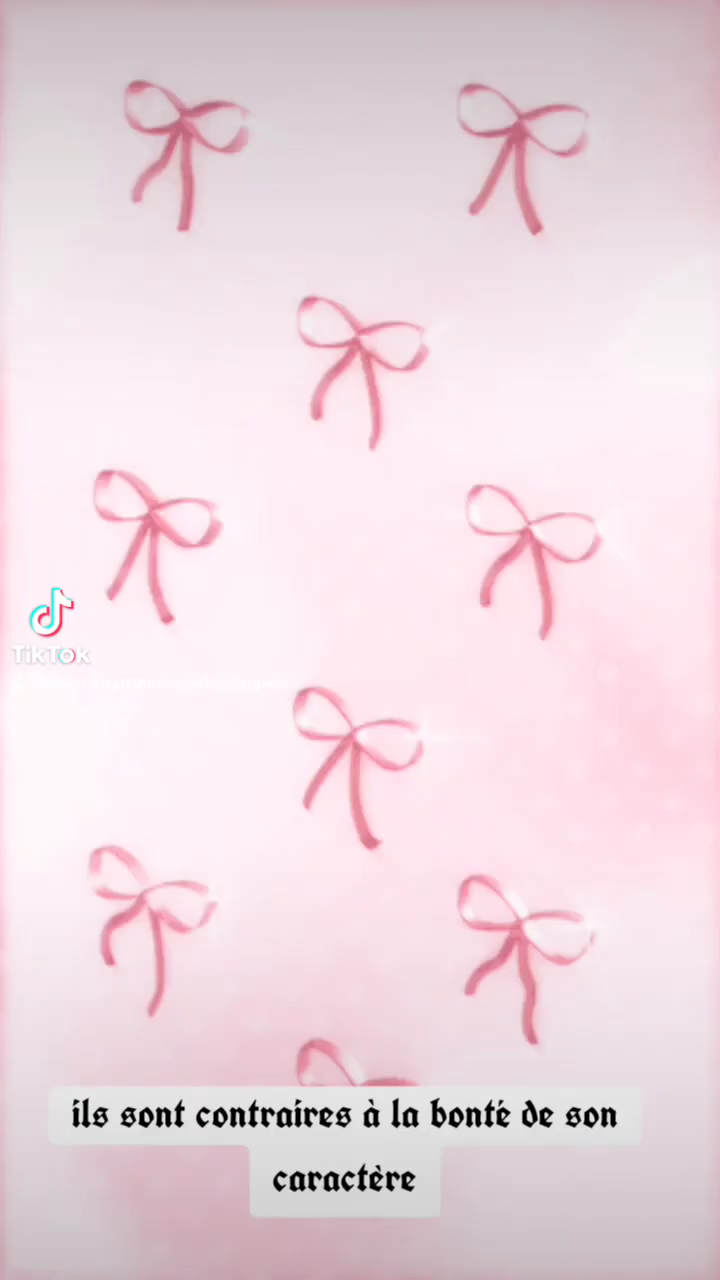 TikTok
ils sont contraires à la bonté de son
caractère